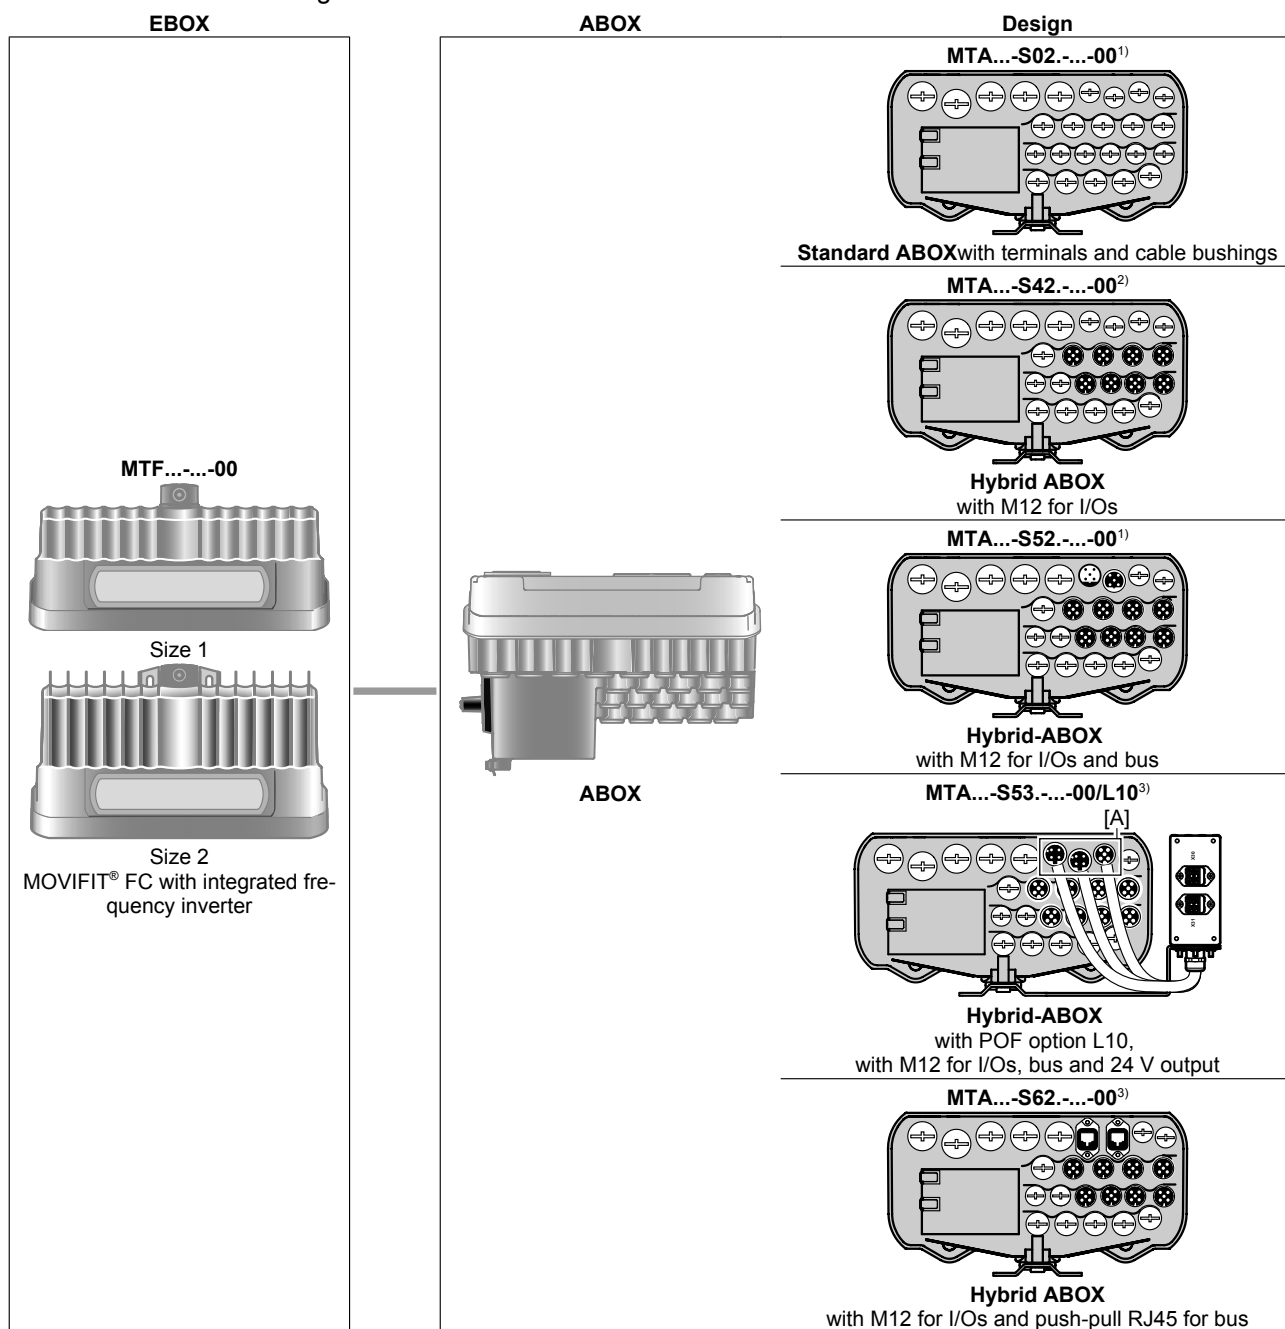 EBOX
ABOX
Design
MTF...-...-00
Size 1
Size 2
MOVIFIT® FC with integrated fre-
quency inverter
ABOX
MTA...-S02.-...-00¹⁾
Standard ABOXwith terminals and cable bushings
MTA...-S42.-...-00²⁾
Hybrid ABOX
with M12 for I/Os
MTA...-S52.-...-00¹⁾
Hybrid-ABOX
with M12 for I/Os and bus
MTA...-S53.-...-00/L10³⁾
[A]
X30
X31
Hybrid-ABOX
with POF option L10,
with M12 for I/Os, bus and 24 V output
MTA...-S62.-...-00³⁾
Hybrid ABOX
with M12 for I/Os and push-pull RJ45 for bus